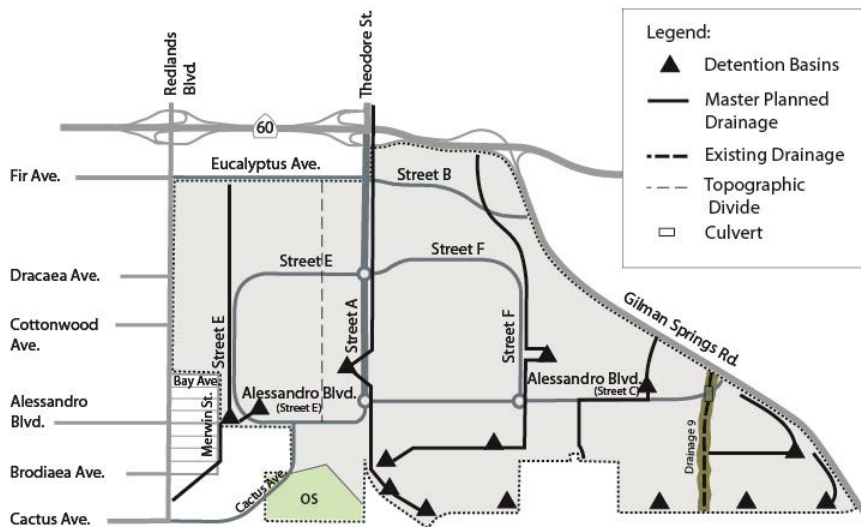 Redlands
Blvd.
Theodore St.
60
Legend:
Detention Basins
Master Planned
Drainage
Existing Drainage
Topographic
Divide
Culvert
Fir Ave.
Eucalyptus Ave.
Street B
Dracaea Ave.
Street E
Street F
Cottonwood
Ave.
Street E
Street A
Street F
Gilman Springs Rd.
Bay Ave.
Merwin St.
Alessandro
Blvd.
Alessandro Blvd.
(Street E)
Alessandro Blvd.
(Street C)
Drainage 9
Brodiaea Ave.
Cactus Ave.
OS
Cactus Ave.